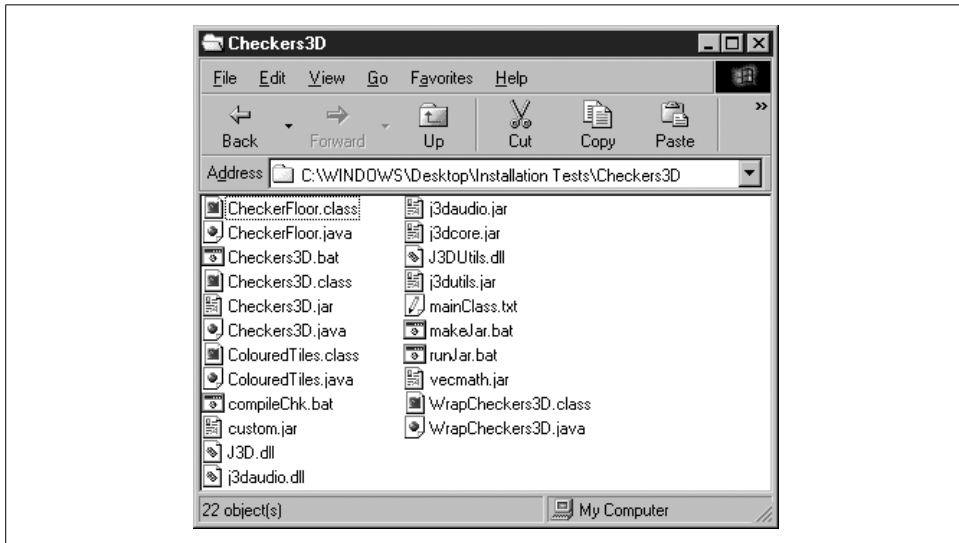 Checkers3D
File Edit View Go Favorites Help
Back Forward Up Cut Copy Paste »
Address C:\WINDOWS\Desktop\Installation Tests\Checkers3D
CheckerFloor.class
CheckerFloor.java
Checkers3D.bat
Checkers3D.class
Checkers3D.jar
Checkers3D.java
ColouredTiles.class
ColouredTiles.java
compileChk.bat
custom.jar
J3D.dll
j3daudio.dll
j3daudio.jar
j3dcore.jar
J3DUtils.dll
j3dutils.jar
mainClass.txt
makeJar.bat
runJar.bat
vecmath.jar
WrapCheckers3D.class
WrapCheckers3D.java
22 object(s) My Computer